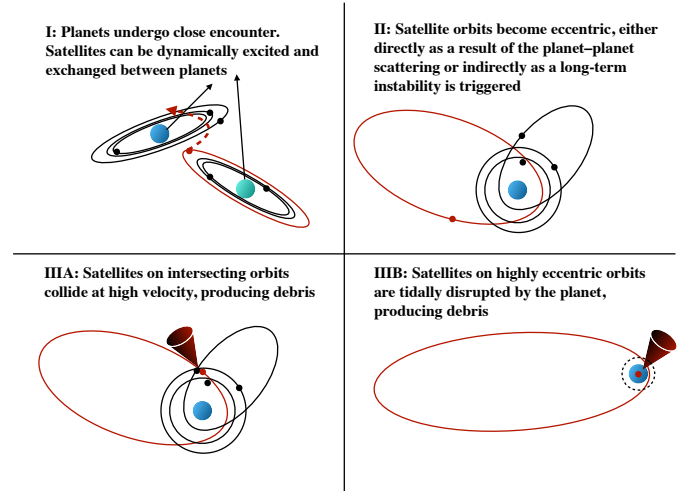 I: Planets undergo close encounter.
Satellites can be dynamically excited and
exchanged between planets
II: Satellite orbits become eccentric, either
directly as a result of the planet–planet
scattering or indirectly as a long-term
instability is triggered
IIIA: Satellites on intersecting orbits
collide at high velocity, producing debris
IIIB: Satellites on highly eccentric orbits
are tidally disrupted by the planet,
producing debris